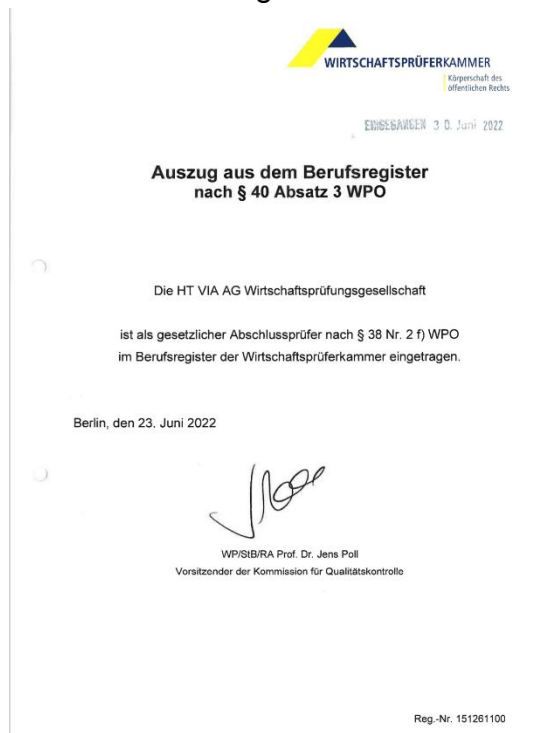 WIRTSCHAFTSPRÜFERKAMMER
Körperschaft des
öffentlichen Rechts
EINGEGANGEN 3 0. Juni 2022
Auszug aus dem Berufsregister
nach § 40 Absatz 3 WPO
Die HT VIA AG Wirtschaftsprüfungsgesellschaft
ist als gesetzlicher Abschlussprüfer nach § 38 Nr. 2 f) WPO
im Berufsregister der Wirtschaftsprüferkammer eingetragen.
Berlin, den 23. Juni 2022
WP/StB/RA Prof. Dr. Jens Poll
Vorsitzender der Kommission für Qualitätskontrolle
Reg.-Nr. 151261100